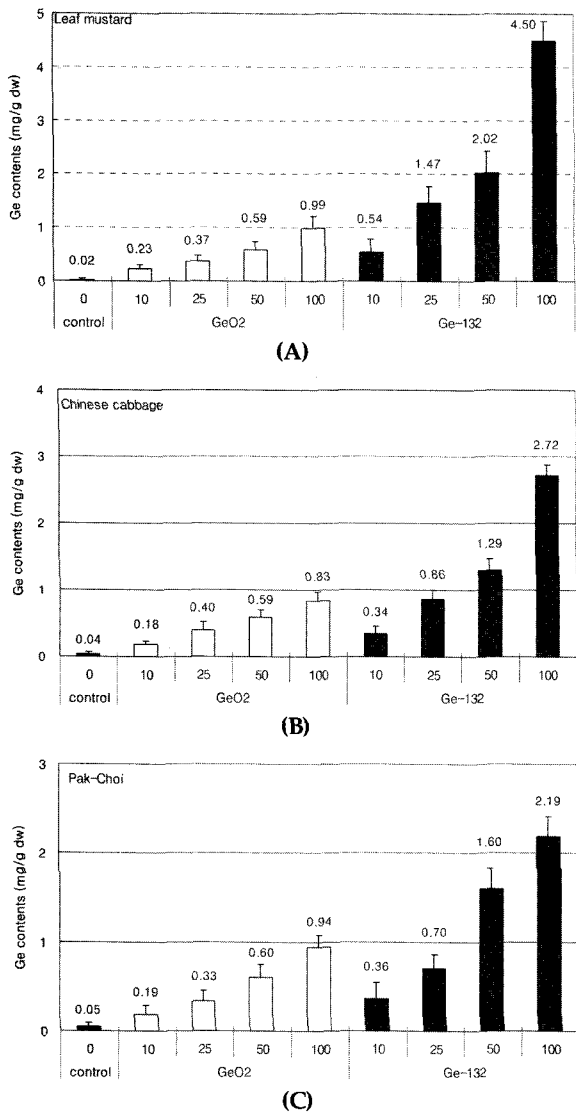 Leaf mustard
Ge contents (mg/g dw)
5
4
3
2
1
0
0.02
0.23
0.37
0.59
0.99
0.54
1.47
2.02
4.50
0 10 25 50 100 10 25 50 100
control GeO2 Ge-132
(A)
Chinese cabbage
Ge contents (mg/g dw)
4
3
2
1
0
0.04
0.18
0.40
0.59
0.83
0.34
0.86
1.29
2.72
0 10 25 50 100 10 25 50 100
control GeO2 Ge-132
(B)
Pak-Choi
Ge contents (mg/g dw)
3
2
1
0
0.05
0.19
0.33
0.60
0.94
0.36
0.70
1.60
2.19
0 10 25 50 100 10 25 50 100
control GeO2 Ge-132
(C)